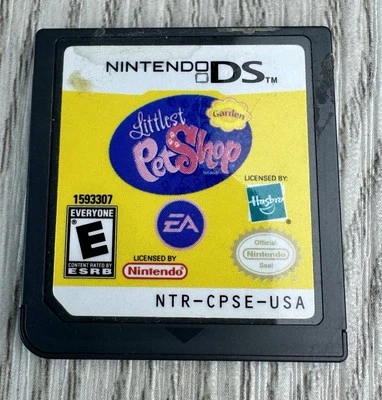 NINTENDO DS™
Littlest
PetShop
Garden
LICENSED BY:
Hasbro
1593307
EVERYONE
E
CONTENT RATED BY
ESRB
EA
LICENSED BY
Nintendo
Official
Nintendo
Seal
NTR-CPSE-USA